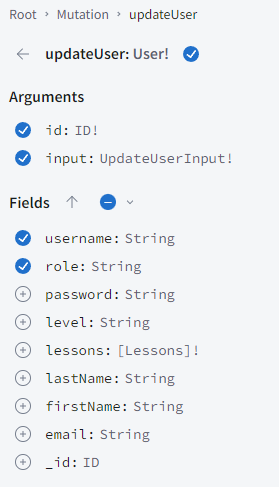 Root > Mutation > updateUser
updateUser: User!
Arguments
id: ID!
input: UpdateUserInput!
Fields
username: String
role: String
password: String
level: String
lessons: [Lessons]!
lastName: String
firstName: String
email: String
_id: ID